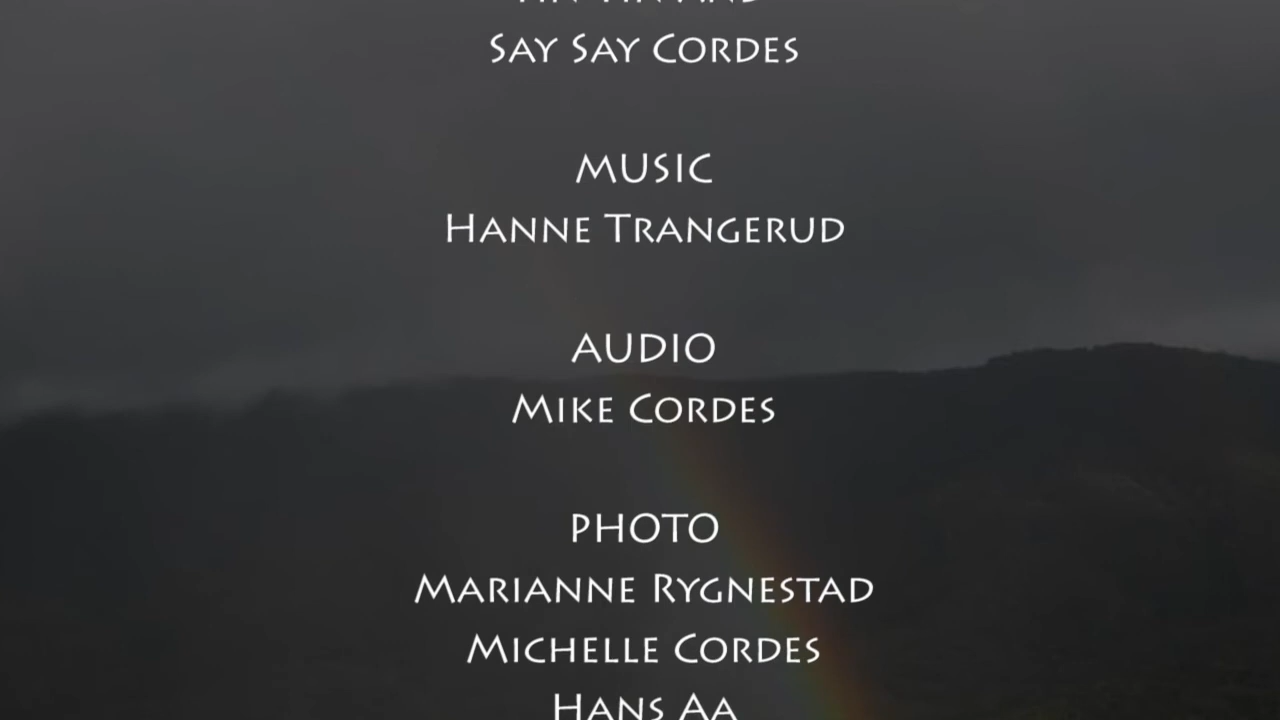 Say Say Cordes
MUSIC
Hanne Trangerud
AUDIO
Mike Cordes
PHOTO
Marianne Rygnestad
Michelle Cordes
Hans Aa